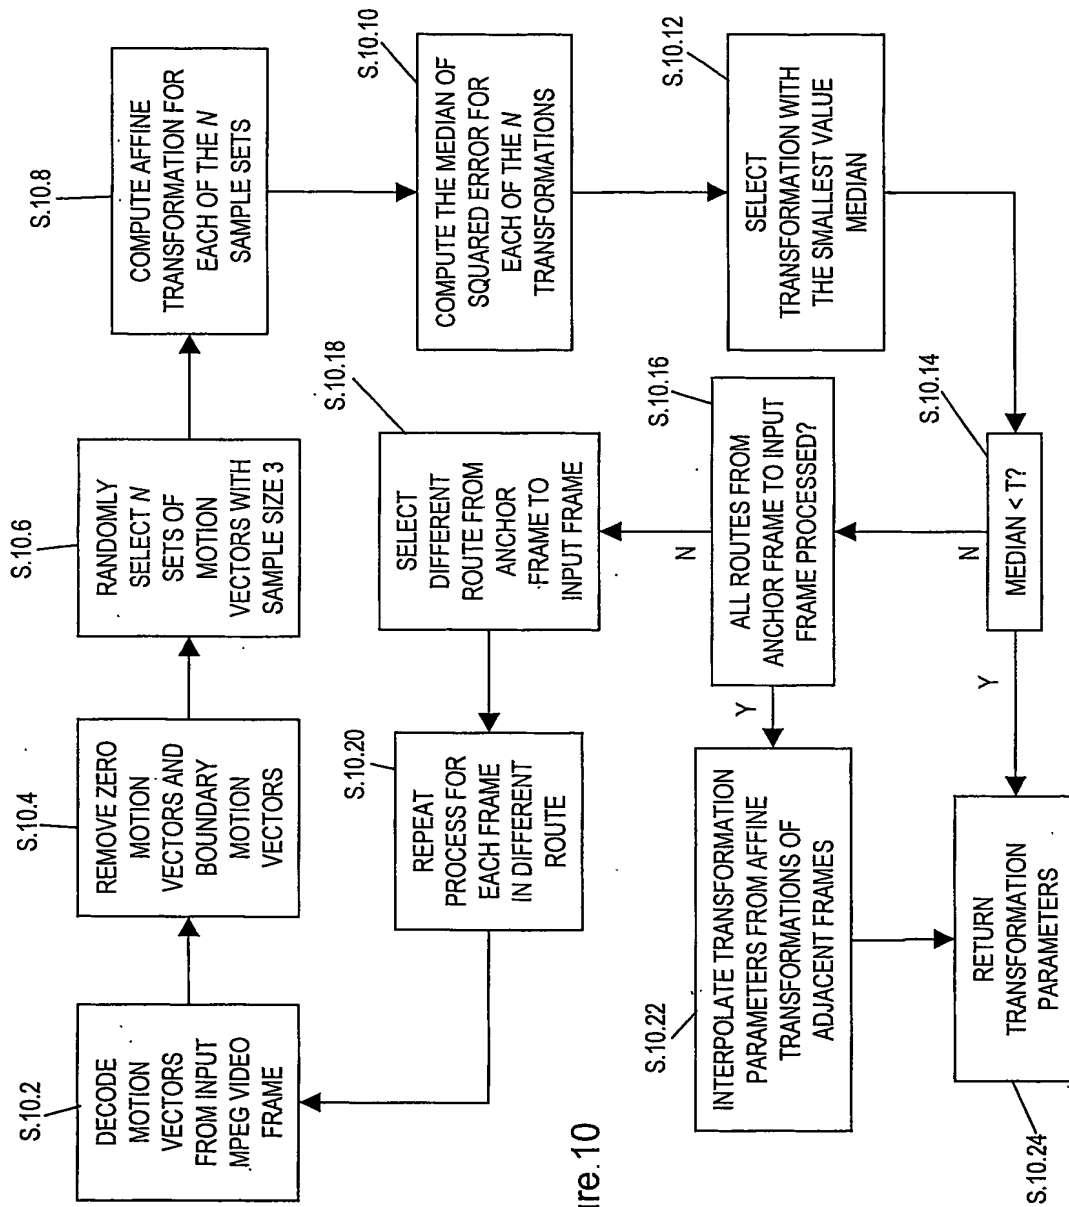 S.10.2
DECODE
MOTION
VECTORS
FROM INPUT
MPEG VIDEO
FRAME
S.10.4
REMOVE ZERO
MOTION
VECTORS AND
BOUNDARY
MOTION
VECTORS
S.10.6
RANDOMLY
SELECT N
SETS OF
MOTION
VECTORS WITH
SAMPLE SIZE 3
S.10.8
COMPUTE AFFINE
TRANSFORMATION FOR
EACH OF THE N
SAMPLE SETS
S.10.10
COMPUTE THE MEDIAN OF
SQUARED ERROR FOR
EACH OF THE N
TRANSFORMATIONS
S.10.12
SELECT
TRANSFORMATION WITH
THE SMALLEST VALUE
MEDIAN
S.10.14
MEDIAN < T?
N
Y
S.10.16
ALL ROUTES FROM
ANCHOR FRAME TO INPUT
FRAME PROCESSED?
N
Y
S.10.18
SELECT
DIFFERENT
ROUTE FROM
ANCHOR
FRAME TO
INPUT FRAME
S.10.20
REPEAT
PROCESS FOR
EACH FRAME
IN DIFFERENT
ROUTE
S.10.22
INTERPOLATE TRANSFORMATION
PARAMETERS FROM AFFINE
TRANSFORMATIONS OF
ADJACENT FRAMES
S.10.24
RETURN
TRANSFORMATION
PARAMETERS
ire.10